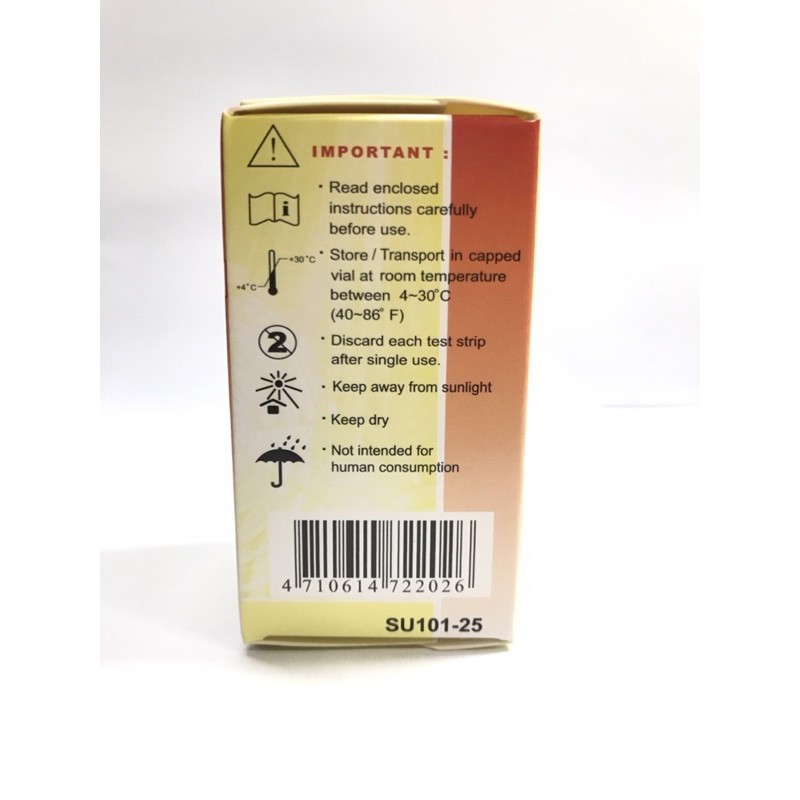 IMPORTANT :
· Read enclosed
instructions carefully
before use.
+30°C
+4°C
· Store / Transport in capped
vial at room temperature
between 4~30°C
(40~86° F)
2
· Discard each test strip
after single use.
· Keep away from sunlight
· Keep dry
· Not intended for
human consumption
4 710614 722026
SU101-25